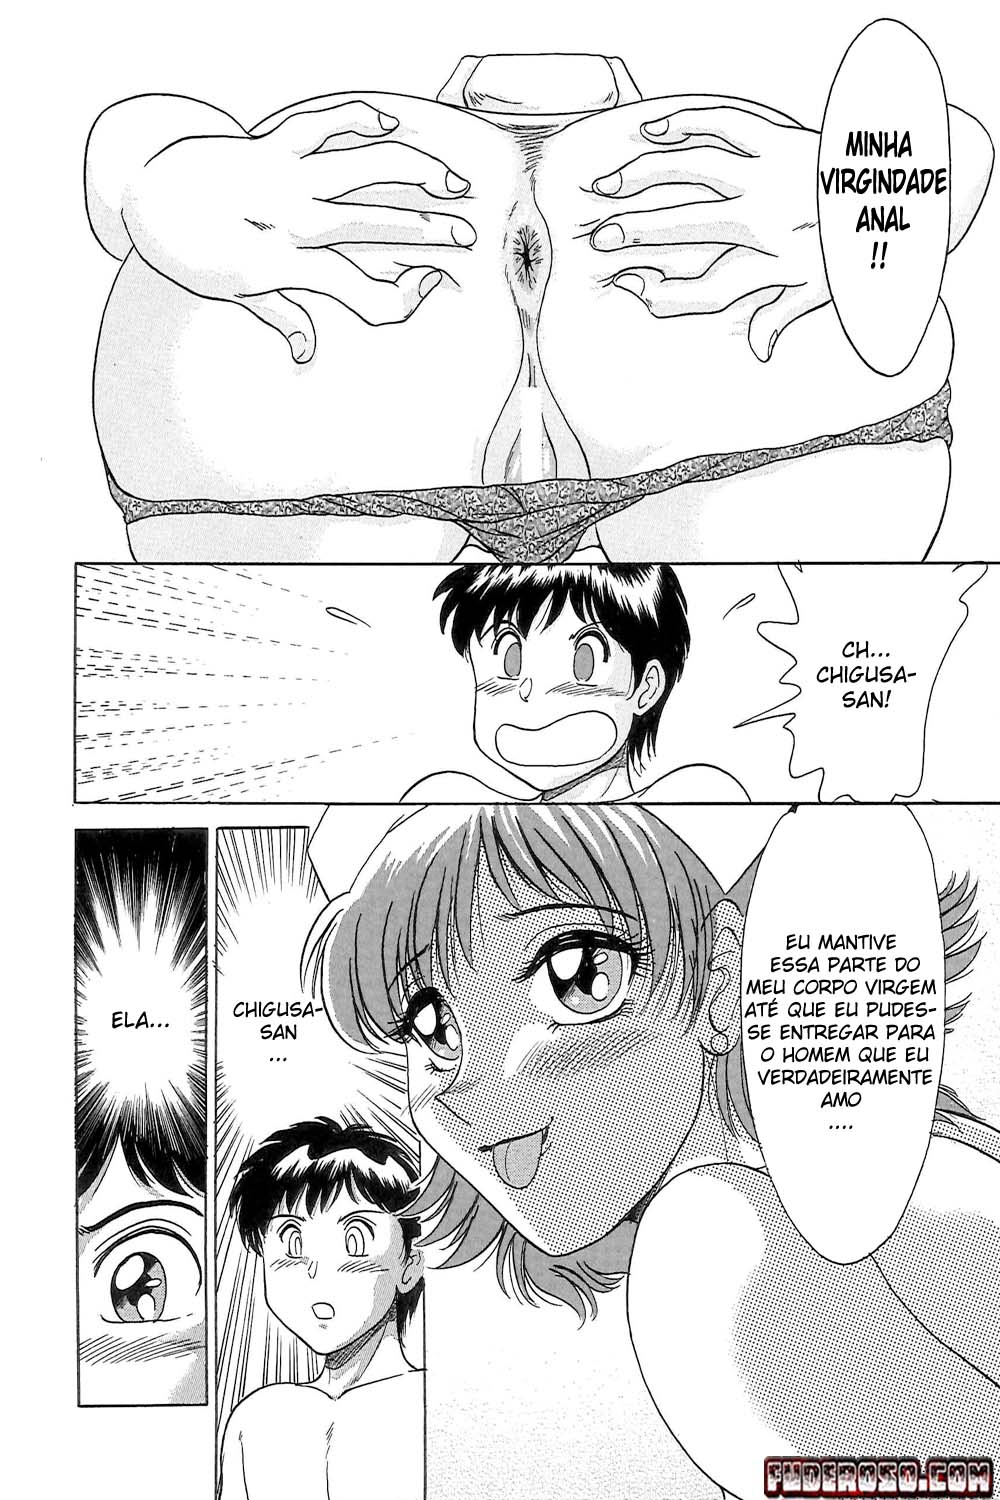 MINHA
VIRGINDADE
ANAL
!!
CH...
CHIGUSA-
SAN!
EU MANTIVE
ESSA PARTE DO
MEU CORPO VIRGEM
ATÉ QUE EU PUDES-
SE ENTREGAR PARA
O HOMEM QUE EU
VERDADEIRAMENTE
AMO
....
CHIGUSA-
SAN
...
ELA...
FUDEROSO.COM